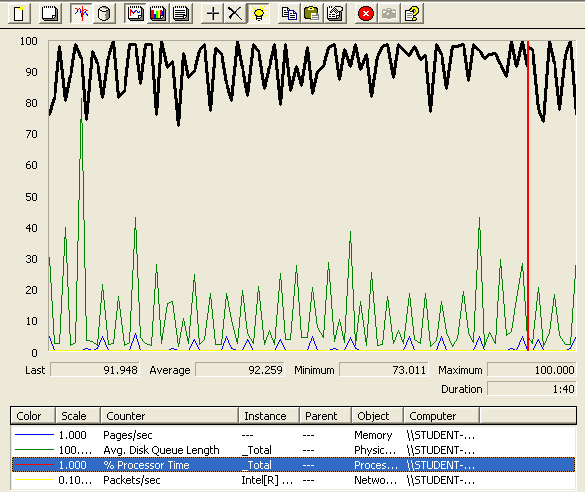 100
90
80
70
60
50
40
30
20
10
0
Last 91.948 Average 92.259 Minimum 73.011 Maximum 100.000
Duration 1:40
Color Scale Counter Instance Parent Object Computer
1.000 Pages/sec --- --- Memory \\STUDENT-...
100.... Avg. Disk Queue Length _Total --- Physic... \\STUDENT-...
1.000 % Processor Time _Total --- Proces... \\STUDENT-...
0.10... Packets/sec Intel[R] ... --- Netwo... \\STUDENT-...